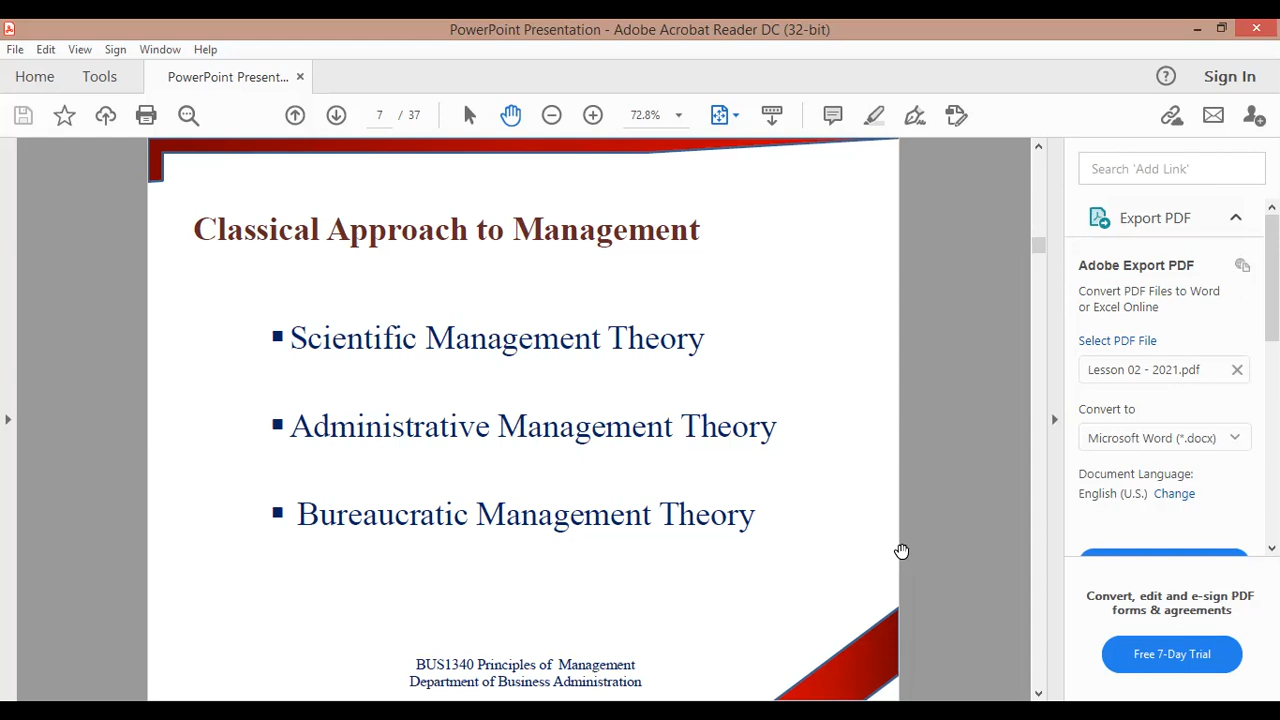 PowerPoint Presentation - Adobe Acrobat Reader DC (32-bit)
File Edit View Sign Window Help
Home Tools PowerPoint Present... × Sign In
7 / 37 72.8%
Classical Approach to Management
▪ Scientific Management Theory
▪ Administrative Management Theory
▪ Bureaucratic Management Theory
BUS1340 Principles of Management
Department of Business Administration
Search 'Add Link'
Export PDF
Adobe Export PDF
Convert PDF Files to Word
or Excel Online
Select PDF File
Lesson 02 - 2021.pdf ×
Convert to
Microsoft Word (*.docx)
Document Language:
English (U.S.) Change
Convert, edit and e-sign PDF
forms & agreements
Free 7-Day Trial